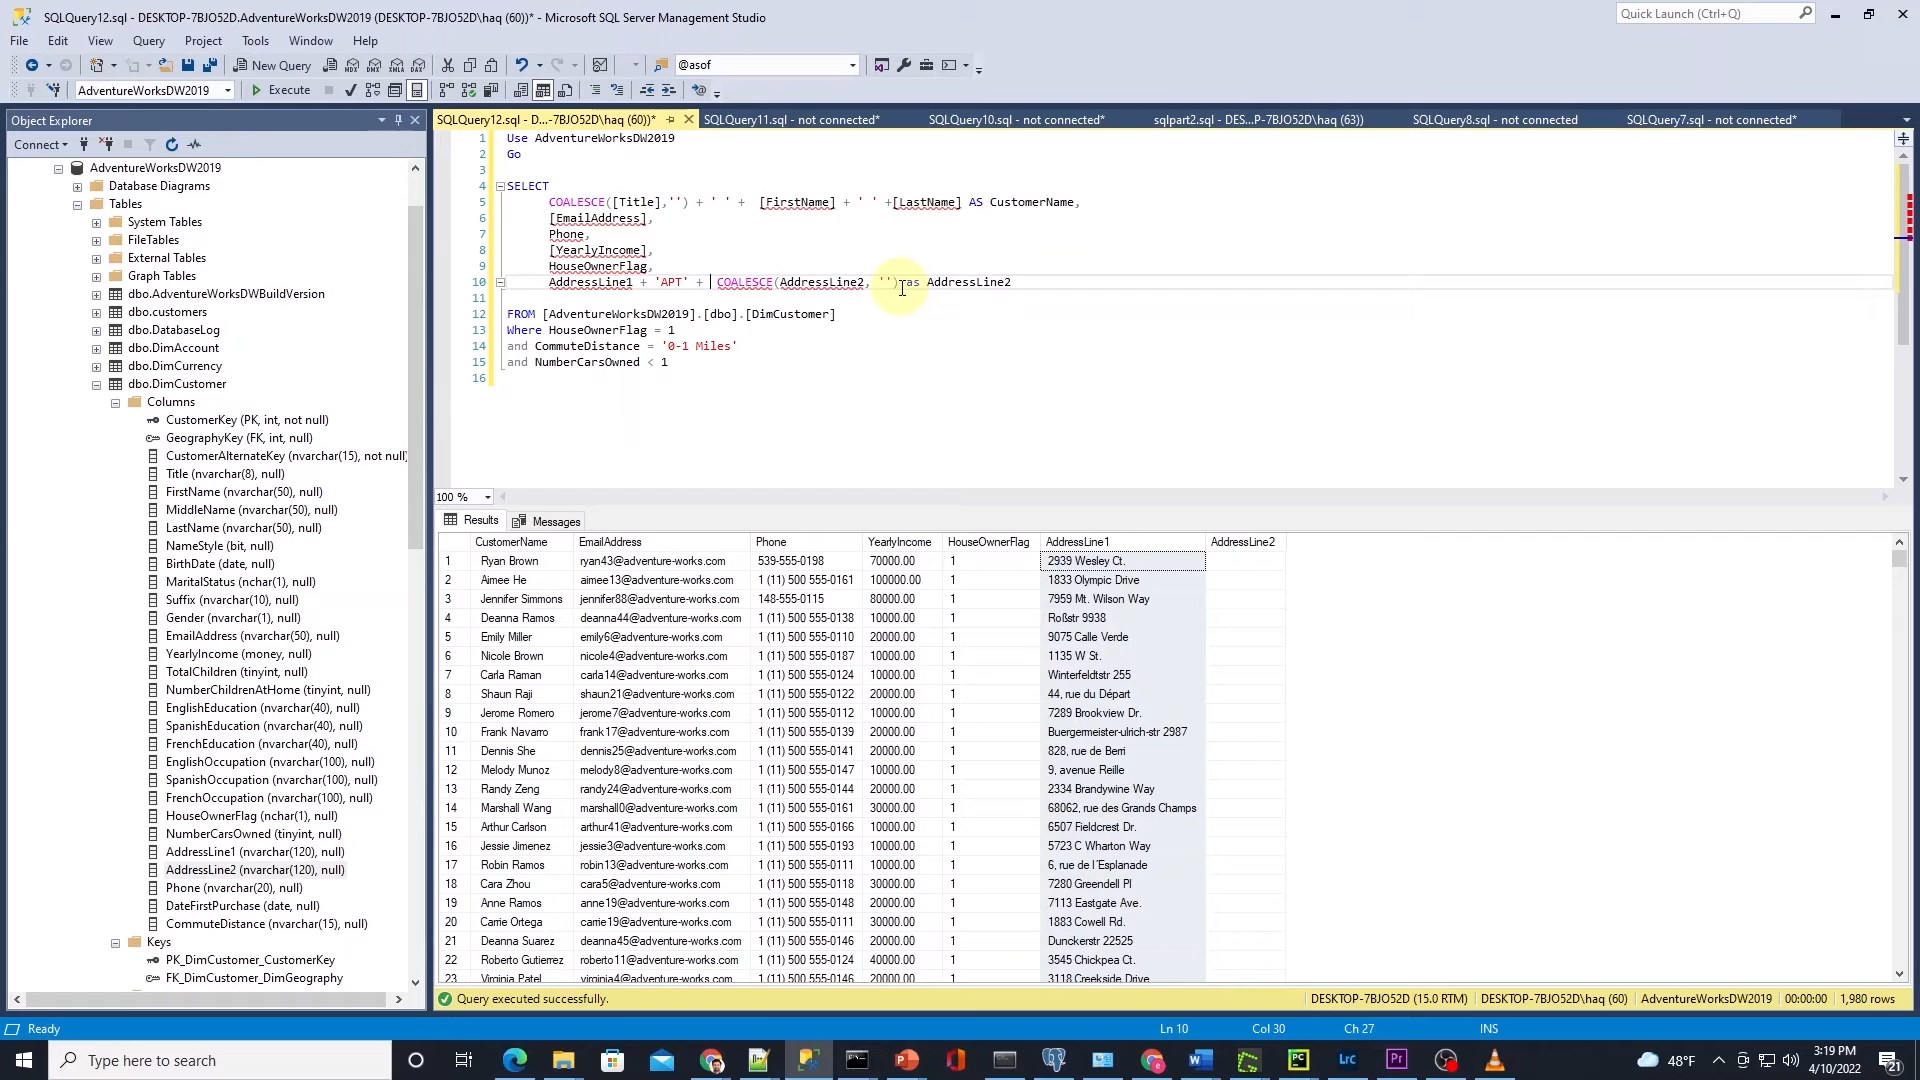 SQLQuery12.sql - DESKTOP-7BJO52D.AdventureWorksDW2019 (DESKTOP-7BJO52D\haq (60))* - Microsoft SQL Server Management Studio
Quick Launch (Ctrl+Q)
File Edit View Query Project Tools Window Help
New Query
MDX DMX XMLA DAX
@asof
AdventureWorksDW2019
Execute
Object Explorer
Connect
AdventureWorksDW2019
Database Diagrams
Tables
System Tables
FileTables
External Tables
Graph Tables
dbo.AdventureWorksDWBuildVersion
dbo.customers
dbo.DatabaseLog
dbo.DimAccount
dbo.DimCurrency
dbo.DimCustomer
Columns
CustomerKey (PK, int, not null)
GeographyKey (FK, int, null)
CustomerAlternateKey (nvarchar(15), not null)
Title (nvarchar(8), null)
FirstName (nvarchar(50), null)
MiddleName (nvarchar(50), null)
LastName (nvarchar(50), null)
NameStyle (bit, null)
BirthDate (date, null)
MaritalStatus (nchar(1), null)
Suffix (nvarchar(10), null)
Gender (nvarchar(1), null)
EmailAddress (nvarchar(50), null)
YearlyIncome (money, null)
TotalChildren (tinyint, null)
NumberChildrenAtHome (tinyint, null)
EnglishEducation (nvarchar(40), null)
SpanishEducation (nvarchar(40), null)
FrenchEducation (nvarchar(40), null)
EnglishOccupation (nvarchar(100), null)
SpanishOccupation (nvarchar(100), null)
FrenchOccupation (nvarchar(100), null)
HouseOwnerFlag (nchar(1), null)
NumberCarsOwned (tinyint, null)
AddressLine1 (nvarchar(120), null)
AddressLine2 (nvarchar(120), null)
Phone (nvarchar(20), null)
DateFirstPurchase (date, null)
CommuteDistance (nvarchar(15), null)
Keys
PK_DimCustomer_CustomerKey
FK_DimCustomer_DimGeography
SQLQuery12.sql - D...-7BJO52D\haq (60))* SQLQuery11.sql - not connected* SQLQuery10.sql - not connected* sqlpart2.sql - DES...P-7BJO52D\haq (63)) SQLQuery8.sql - not connected SQLQuery7.sql - not connected*
1 Use AdventureWorksDW2019
2 Go
3
4 SELECT
5 COALESCE([Title],'') + ' ' + [FirstName] + ' ' +[LastName] AS CustomerName,
6 [EmailAddress],
7 Phone,
8 [YearlyIncome],
9 HouseOwnerFlag,
10 AddressLine1 + 'APT' + COALESCE(AddressLine2, '') as AddressLine2
11
12 FROM [AdventureWorksDW2019].[dbo].[DimCustomer]
13 Where HouseOwnerFlag = 1
14 and CommuteDistance = '0-1 Miles'
15 and NumberCarsOwned < 1
16
100 %
Results Messages
CustomerName EmailAddress Phone YearlyIncome HouseOwnerFlag AddressLine1 AddressLine2
1 Ryan Brown ryan43@adventure-works.com 539-555-0198 70000.00 1 2939 Wesley Ct.
2 Aimee He aimee13@adventure-works.com 1 (11) 500 555-0161 100000.00 1 1833 Olympic Drive
3 Jennifer Simmons jennifer88@adventure-works.com 148-555-0115 80000.00 1 7959 Mt. Wilson Way
4 Deanna Ramos deanna44@adventure-works.com 1 (11) 500 555-0138 10000.00 1 Roßstr 9938
5 Emily Miller emily6@adventure-works.com 1 (11) 500 555-0110 20000.00 1 9075 Calle Verde
6 Nicole Brown nicole4@adventure-works.com 1 (11) 500 555-0187 10000.00 1 1135 W St.
7 Carla Raman carla14@adventure-works.com 1 (11) 500 555-0124 10000.00 1 Winterfeldtstr 255
8 Shaun Raji shaun21@adventure-works.com 1 (11) 500 555-0122 20000.00 1 44, rue du Départ
9 Jerome Romero jerome7@adventure-works.com 1 (11) 500 555-0112 10000.00 1 7289 Brookview Dr.
10 Frank Navarro frank17@adventure-works.com 1 (11) 500 555-0139 20000.00 1 Buergermeister-ulrich-str 2987
11 Dennis She dennis25@adventure-works.com 1 (11) 500 555-0141 20000.00 1 828, rue de Berri
12 Melody Munoz melody8@adventure-works.com 1 (11) 500 555-0147 10000.00 1 9, avenue Reille
13 Randy Zeng randy24@adventure-works.com 1 (11) 500 555-0144 20000.00 1 2334 Brandywine Way
14 Marshall Wang marshall0@adventure-works.com 1 (11) 500 555-0161 30000.00 1 68062, rue des Grands Champs
15 Arthur Carlson arthur41@adventure-works.com 1 (11) 500 555-0166 10000.00 1 6507 Fieldcrest Dr.
16 Jessie Jimenez jessie3@adventure-works.com 1 (11) 500 555-0193 10000.00 1 5723 C Wharton Way
17 Robin Ramos robin13@adventure-works.com 1 (11) 500 555-0111 10000.00 1 6, rue de l´Esplanade
18 Cara Zhou cara5@adventure-works.com 1 (11) 500 555-0118 30000.00 1 7280 Greendell Pl
19 Anne Ramos anne19@adventure-works.com 1 (11) 500 555-0148 20000.00 1 7113 Eastgate Ave.
20 Carrie Ortega carrie19@adventure-works.com 1 (11) 500 555-0111 30000.00 1 1883 Cowell Rd.
21 Deanna Suarez deanna45@adventure-works.com 1 (11) 500 555-0146 20000.00 1 Dunckerstr 22525
22 Roberto Gutierrez roberto11@adventure-works.com 1 (11) 500 555-0124 40000.00 1 3545 Chickpea Ct.
23 Virginia Patel virginia4@adventure-works.com 1 (11) 500 555-0146 20000.00 1 3118 Creekside Drive
Query executed successfully. DESKTOP-7BJO52D (15.0 RTM) DESKTOP-7BJO52D\haq (60) AdventureWorksDW2019 00:00:00 1,980 rows
Ready Ln 10 Col 30 Ch 27 INS
Type here to search
PC Lrc Pr
48°F
3:19 PM
4/10/2022
21